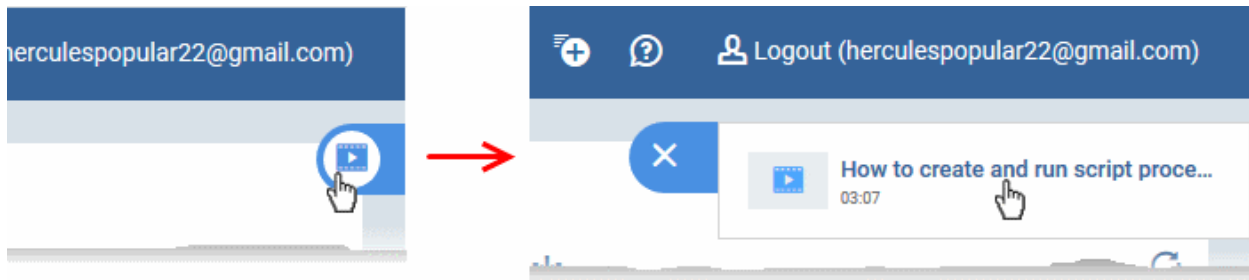 herculespopular22@gmail.com)
Logout (herculespopular22@gmail.com)
How to create and run script proce...
03:07